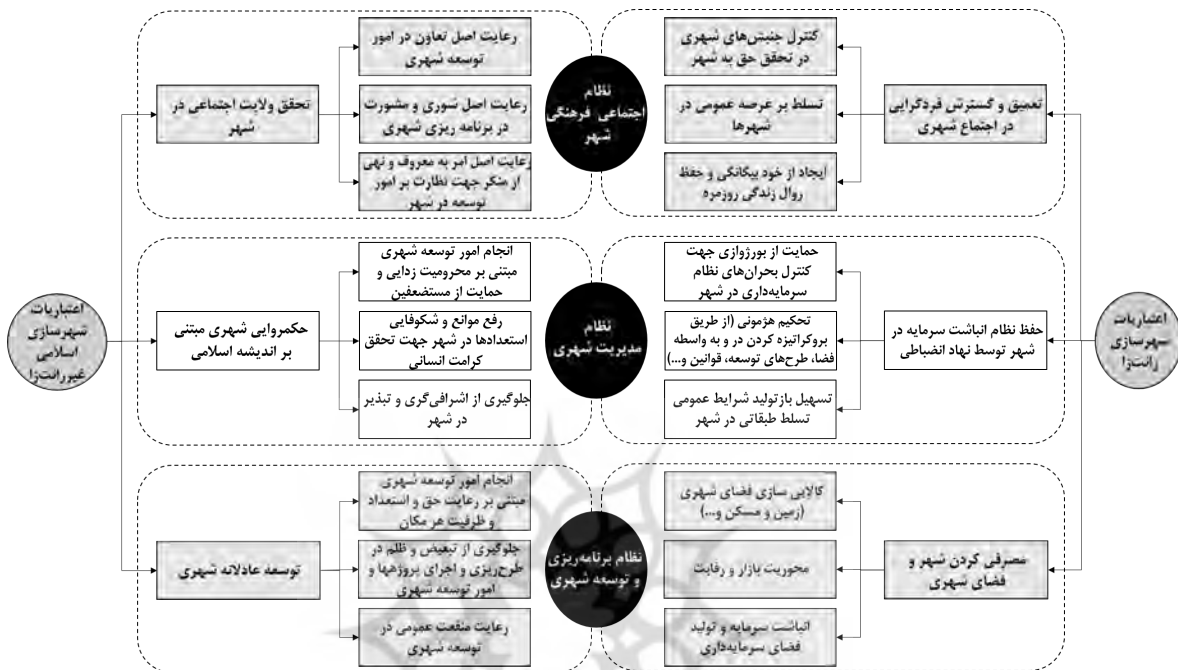 کنترل جنبش‌های شهری
در تحقق حق به شهر
تسلط بر عرصه عمومی در
شهرها
ایجاد از خود بیگانگی و حفظ
روال زندگی روزمره
تعمیق و گسترش فردگرایی
در اجتماع شهری
نظام
اجتماعی فرهنگی
شهر
رعایت اصل تعاون در امور
توسعه شهری
رعایت اصل شوری و مشورت
در برنامه ریزی شهری
رعایت اصل امر به معروف و نهی
از منکر جهت نظارت بر امور
توسعه در شهر
تحقق ولایت اجتماعی در
شهر
اعتباریات
شهرسازی
رانت‌زا
حفظ نظام انباشت سرمایه در
شهر توسط نهاد انضباطی
حمایت از بورژوازی جهت
کنترل بحران‌های نظام
سرمایه‌داری در شهر
تحکیم هژمونی (از طریق
بروکراتیزه کردن در و به واسطه
فضا، طرح‌های توسعه، قوانین و...)
تسهیل بازتولید شرایط عمومی
تسلط طبقاتی در شهر
نظام
مدیریت شهری
انجام امور توسعه شهری
مبتنی بر محرومیت زدایی و
حمایت از مستضعفین
رفع موانع و شکوفایی
استعدادها در شهر جهت تحقق
کرامت انسانی
جلوگیری از اشرافی‌گری و تبذیر
در شهر
حکمروایی شهری مبتنی
بر اندیشه اسلامی
اعتباریات
شهرسازی
اسلامی
غیررانت‌زا
مصرفی کردن شهر و
فضای شهری
کالایی سازی فضای شهری
(زمین و مسکن و...)
محوریت بازار و رقابت
انباشت سرمایه و تولید
فضای سرمایه‌داری
نظام برنامه‌ریزی
و توسعه شهری
انجام امور توسعه شهری
مبتنی بر رعایت حق و استعداد
و ظرفیت هر مکان
جلوگیری از تبعیض و ظلم در
طرح‌ریزی و اجرای پروژه‌ها و
امور توسعه شهری
رعایت منفعت عمومی در
توسعه شهری
توسعه عادلانه شهری